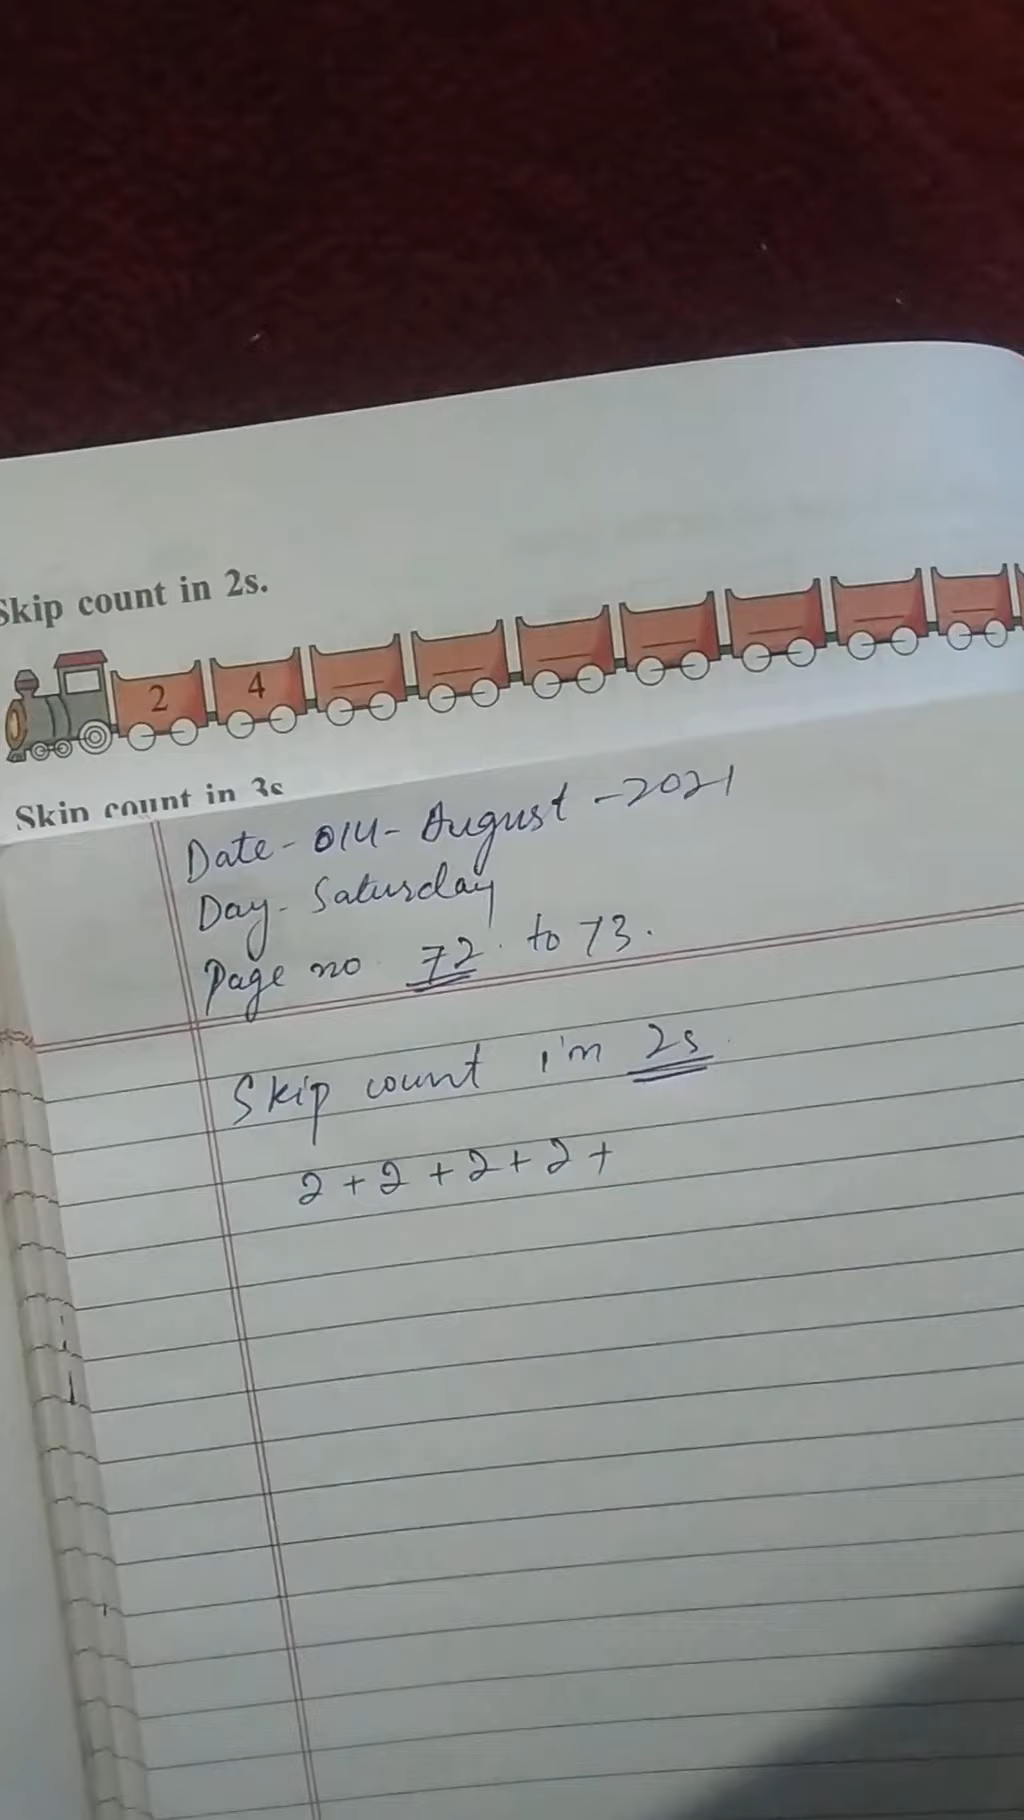 Skip count in 2s.
2 4
Skip count in 3s
Date - 014 - August - 2021
Day - Saturday
Page no. 72 to 73.
Skip count i'm 2s
2 + 2 + 2 + 2 +